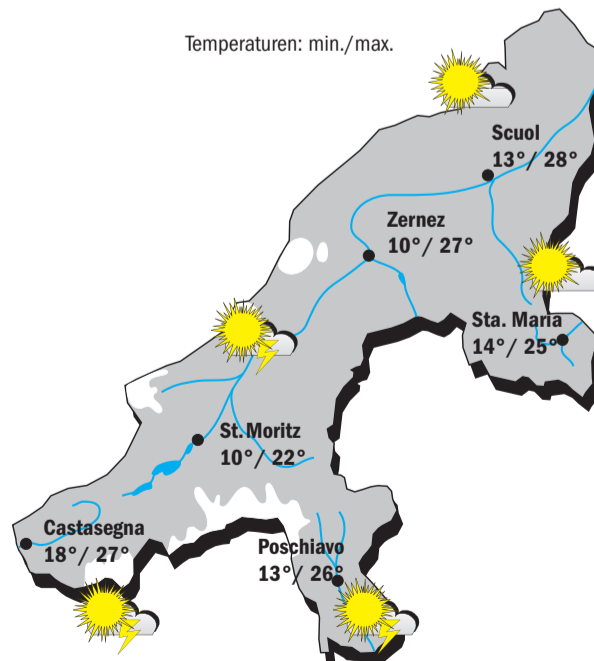 Temperaturen: min./max.
Scuol
13°/ 28°
Zernez
10°/ 27°
Sta. Maria
14°/ 25°
St. Moritz
10°/ 22°
Castasegna
18°/ 27°
Poschiavo
13°/ 26°